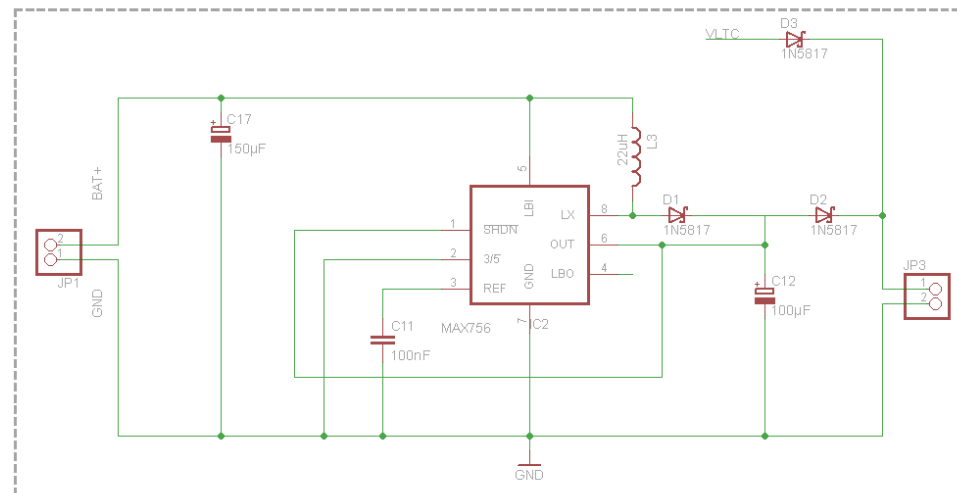 D3
VLTC
1N5817
C17
150µF
BAT+
22uH
L3
5
LBI
LX
8
D1
1N5817
D2
1N5817
1
SHDN
OUT
6
2
3/5
LBO
4
3
REF
GND
2
1
JP1
GND
C12
100µF
JP3
1
2
C11
100nF
MAX756
7
IC2
GND